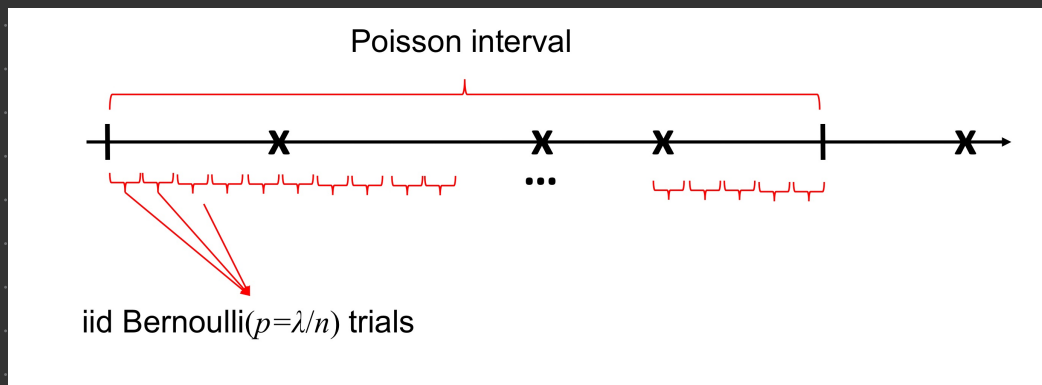 Poisson interval
x x x x
...
iid Bernoulli(p=λ/n) trials